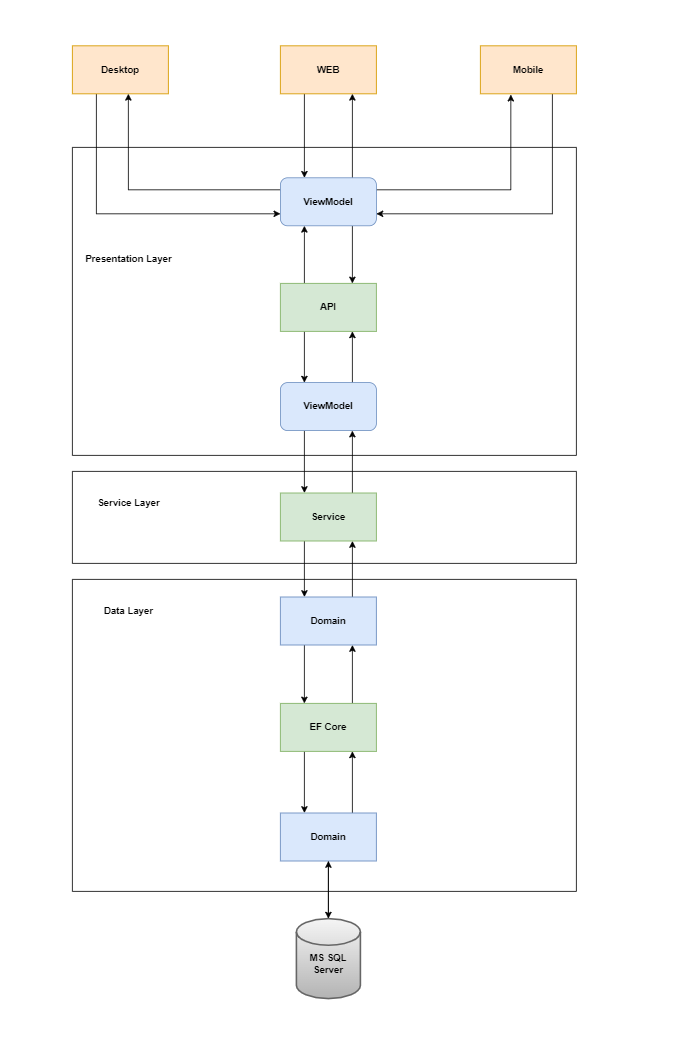 Desktop
WEB
Mobile
ViewModel
Presentation Layer
API
ViewModel
Service Layer
Service
Data Layer
Domain
EF Core
Domain
MS SQL
Server